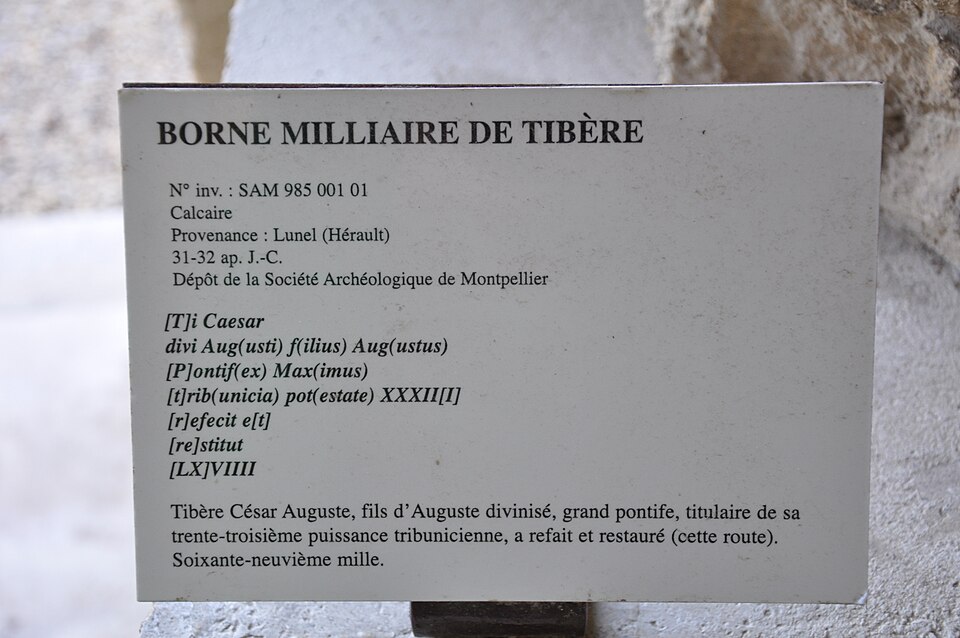 BORNE MILLIAIRE DE TIBÈRE
N° inv. : SAM 985 001 01
Calcaire
Provenance : Lunel (Hérault)
31-32 ap. J.-C.
Dépôt de la Société Archéologique de Montpellier
[T]i Caesar
divi Aug(usti) f(ilius) Aug(ustus)
[P]ontif(ex) Max(imus)
[t]rib(unicia) pot(estate) XXXII[I]
[r]efecit e[t]
[re]stitut
[LX]VIIII
Tibère César Auguste, fils d’Auguste divinisé, grand pontife, titulaire de sa
trente-troisième puissance tribunicienne, a refait et restauré (cette route).
Soixante-neuvième mille.